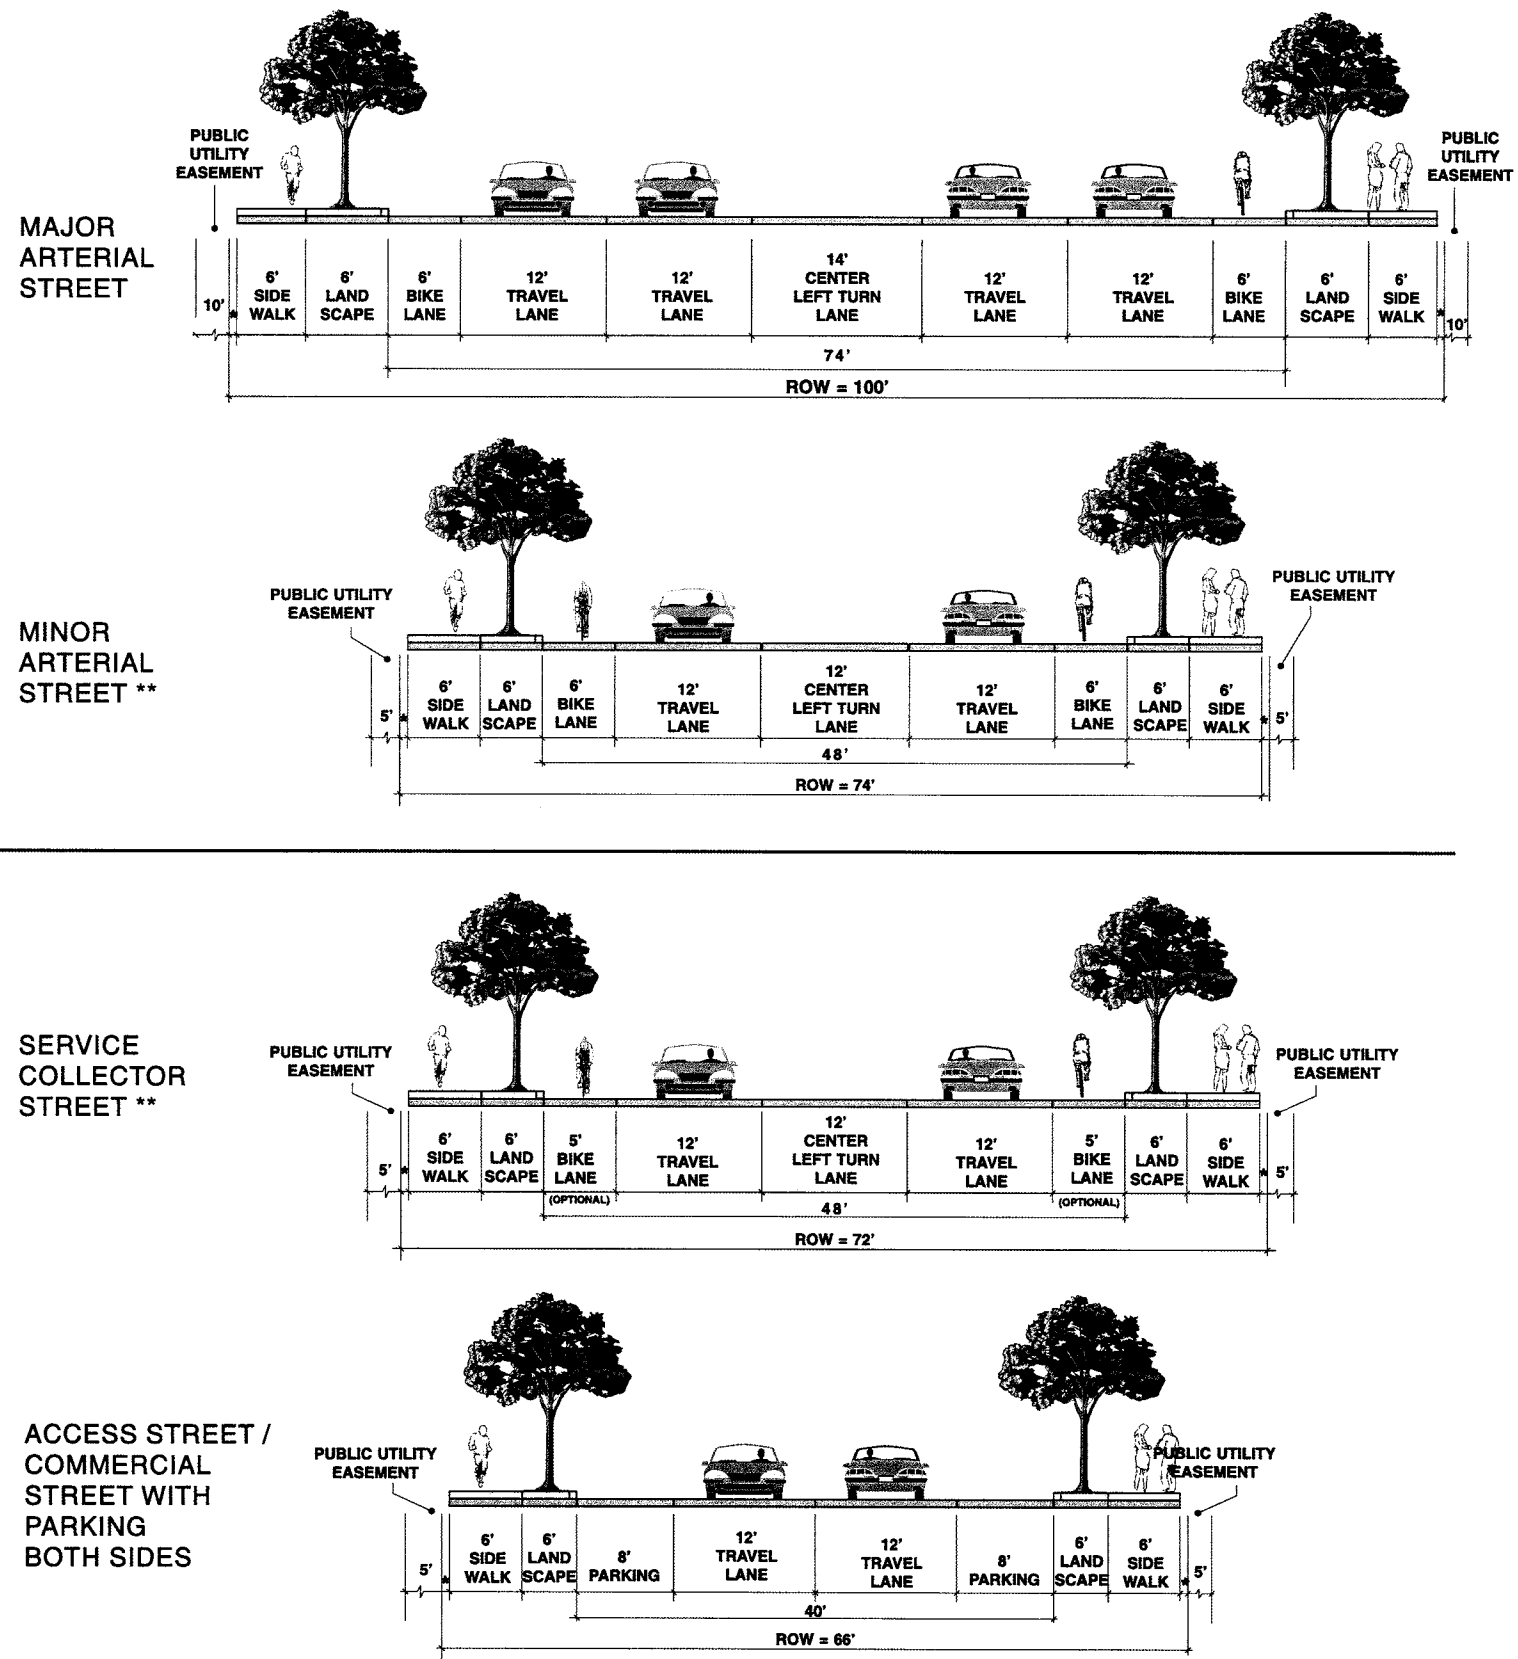 PUBLIC
UTILITY
EASEMENT
PUBLIC
UTILITY
EASEMENT
MAJOR
ARTERIAL
STREET
10'
*
6'
SIDE
WALK
6'
LAND
SCAPE
6'
BIKE
LANE
12'
TRAVEL
LANE
12'
TRAVEL
LANE
14'
CENTER
LEFT TURN
LANE
12'
TRAVEL
LANE
12'
TRAVEL
LANE
6'
BIKE
LANE
6'
LAND
SCAPE
6'
SIDE
WALK
*
10'
74'
ROW = 100'
PUBLIC UTILITY
EASEMENT
PUBLIC UTILITY
EASEMENT
MINOR
ARTERIAL
STREET **
5'
*
6'
SIDE
WALK
6'
LAND
SCAPE
6'
BIKE
LANE
12'
TRAVEL
LANE
12'
CENTER
LEFT TURN
LANE
12'
TRAVEL
LANE
6'
BIKE
LANE
6'
LAND
SCAPE
6'
SIDE
WALK
*
5'
48'
ROW = 74'
SERVICE
COLLECTOR
STREET **
PUBLIC UTILITY
EASEMENT
PUBLIC UTILITY
EASEMENT
5'
*
6'
SIDE
WALK
6'
LAND
SCAPE
5'
BIKE
LANE
(OPTIONAL)
12'
TRAVEL
LANE
12'
CENTER
LEFT TURN
LANE
12'
TRAVEL
LANE
5'
BIKE
LANE
(OPTIONAL)
6'
LAND
SCAPE
6'
SIDE
WALK
*
5'
48'
ROW = 72'
ACCESS STREET /
COMMERCIAL
STREET WITH
PARKING
BOTH SIDES
PUBLIC UTILITY
EASEMENT
PUBLIC UTILITY
EASEMENT
5'
*
6'
SIDE
WALK
6'
LAND
SCAPE
8'
PARKING
12'
TRAVEL
LANE
12'
TRAVEL
LANE
8'
PARKING
6'
LAND
SCAPE
6'
SIDE
WALK
*
5'
40'
ROW = 66'